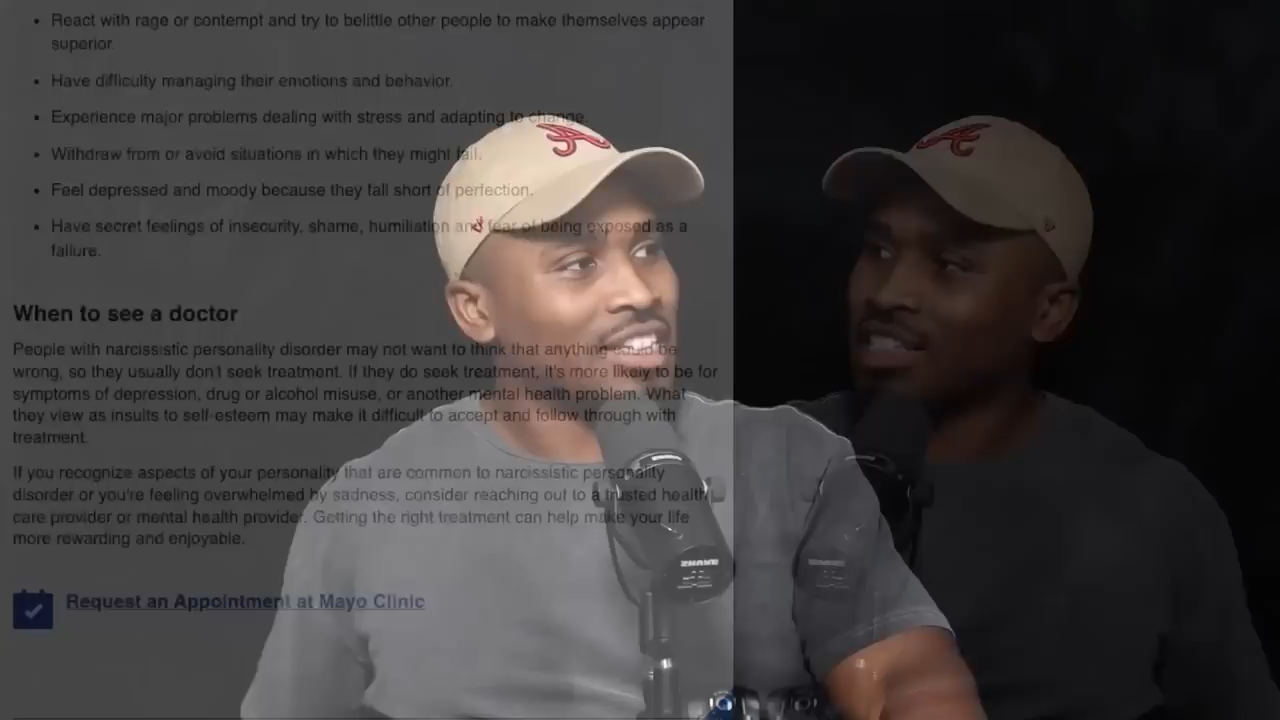 • React with rage or contempt and try to belittle other people to make themselves appear
superior.
• Have difficulty managing their emotions and behavior.
• Experience major problems dealing with stress and adapting to change.
• Withdraw from or avoid situations in which they might fail.
• Feel depressed and moody because they fall short of perfection.
• Have secret feelings of insecurity, shame, humiliation and fear of being exposed as a
failure.
When to see a doctor
People with narcissistic personality disorder may not want to think that anything could be
wrong, so they usually don't seek treatment. If they do seek treatment, it's more likely to be for
symptoms of depression, drug or alcohol misuse, or another mental health problem. What
they view as insults to self-esteem may make it difficult to accept and follow through with
treatment.
If you recognize aspects of your personality that are common to narcissistic personality
disorder or you're feeling overwhelmed by sadness, consider reaching out to a trusted health
care provider or mental health provider. Getting the right treatment can help make your life
more rewarding and enjoyable.
Request an Appointment at Mayo Clinic
A
A